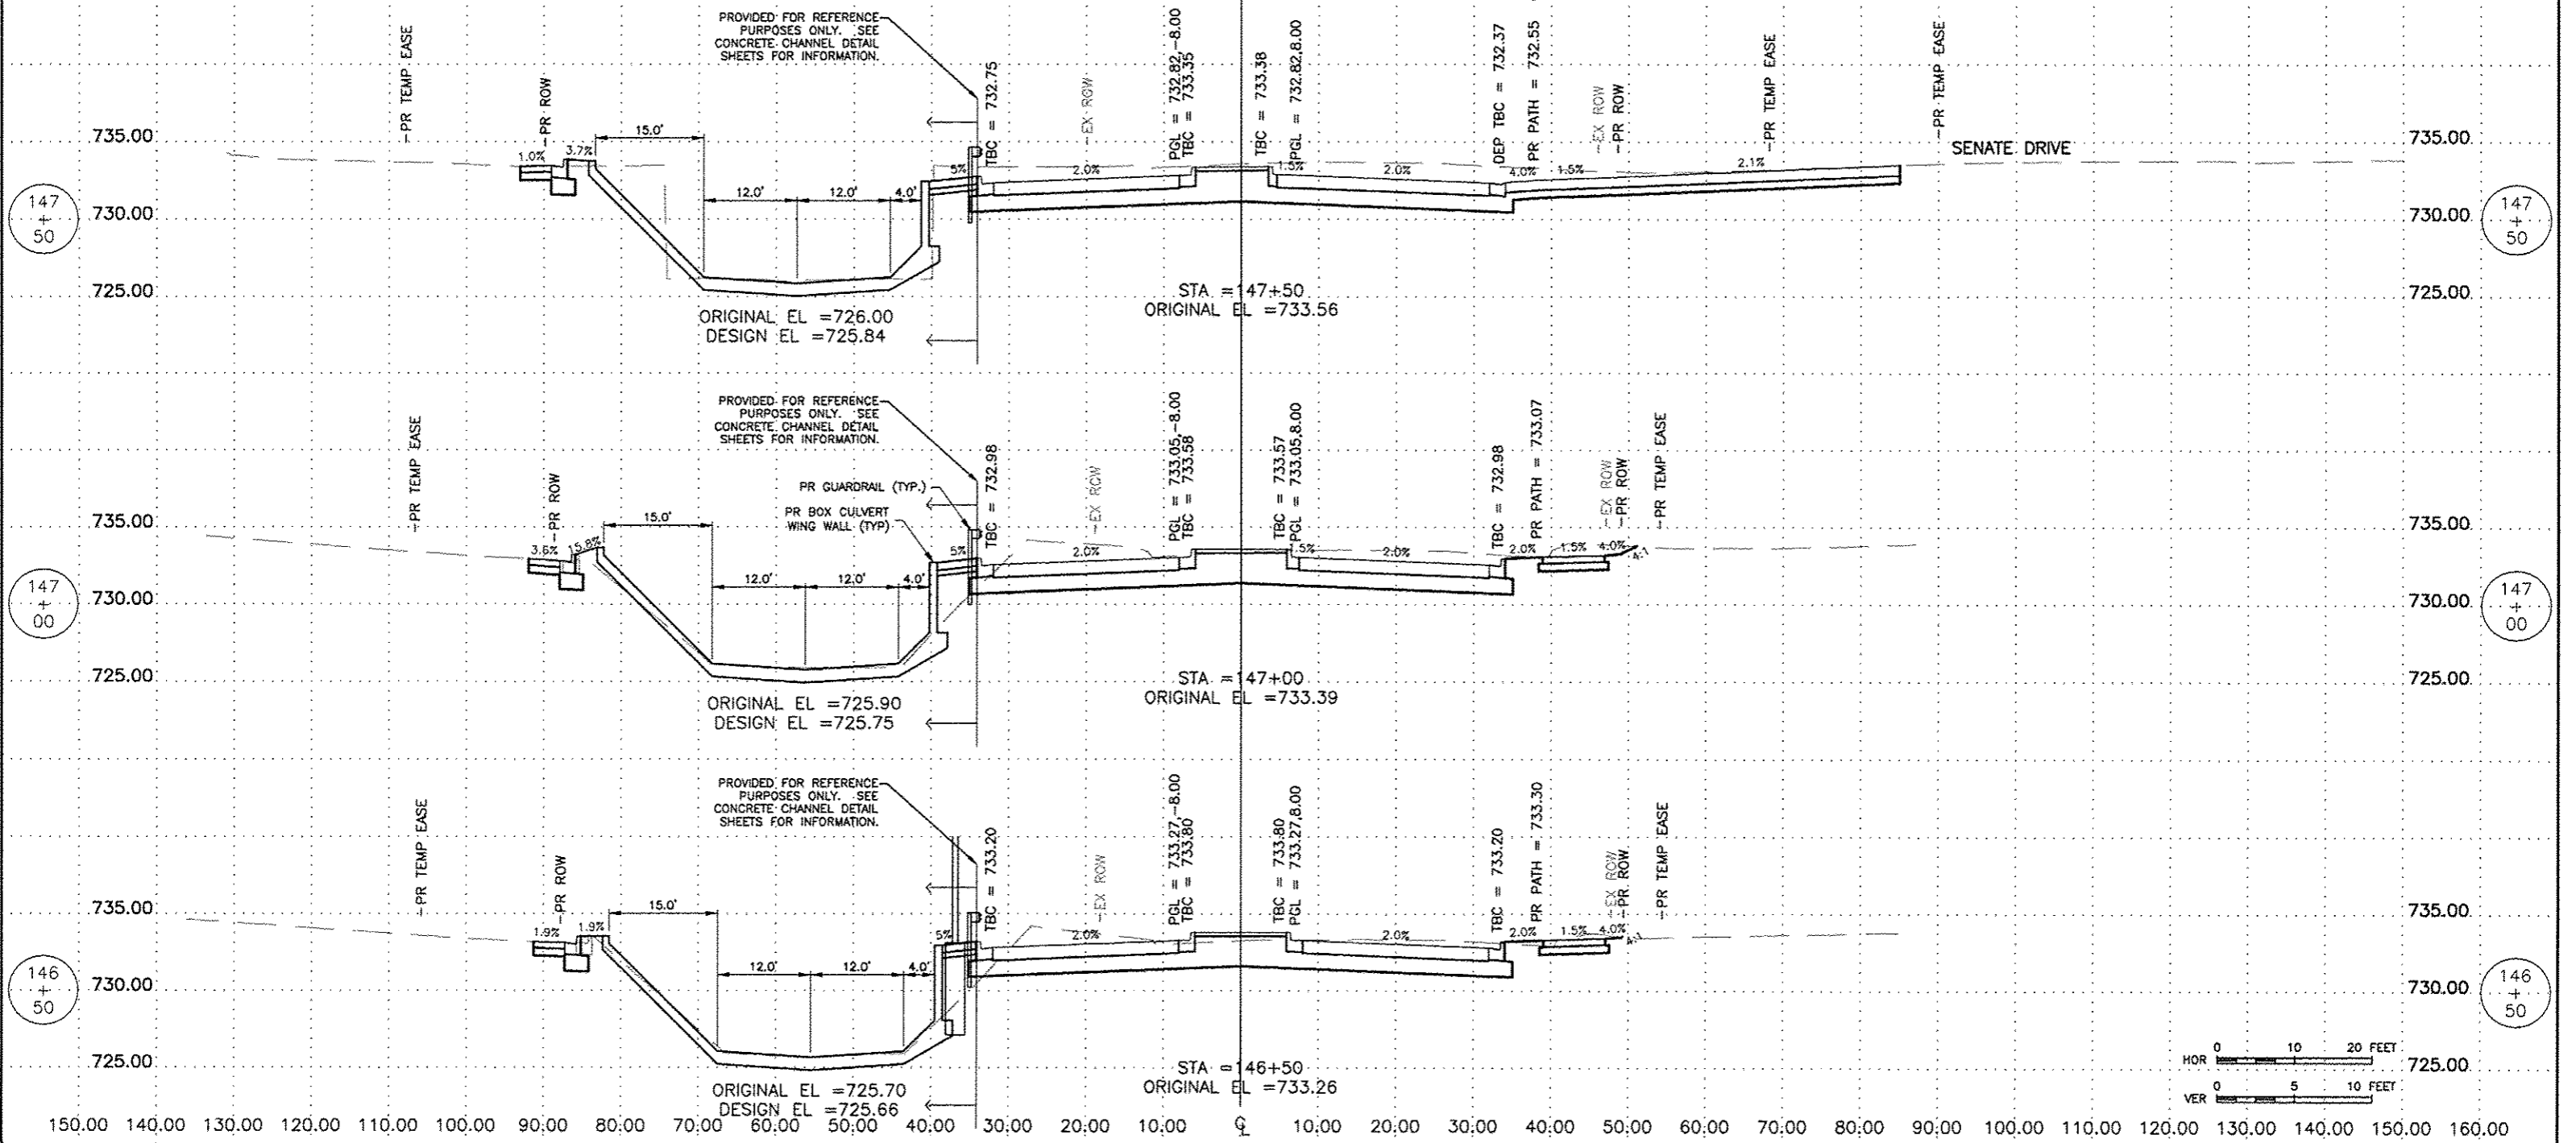 PROVIDED FOR REFERENCE
PURPOSES ONLY. SEE
CONCRETE CHANNEL DETAIL
SHEETS FOR INFORMATION.
PR TEMP EASE
PR ROW
TBC = 732.75
EX ROW
PGL = 732.82,-8.00
TBC = 733.35
TBC = 733.38
PGL = 732.82,8.00
DEP TBC = 732.37
PR PATH = 732.55
EX ROW
PR ROW
PR TEMP EASE
PR TEMP EASE
SENATE DRIVE
735.00
15.0'
735.00
1.0%
3.7%
5%
2.0%
1.5%
2.0%
4.0%
1.5%
2.1%
147
+
50
730.00
12.0'
12.0'
4.0'
730.00
147
+
50
725.00
725.00
ORIGINAL EL =726.00
DESIGN EL =725.84
STA =147+50
ORIGINAL EL =733.56
PROVIDED FOR REFERENCE
PURPOSES ONLY. SEE
CONCRETE CHANNEL DETAIL
SHEETS FOR INFORMATION.
PR GUARDRAIL (TYP.)
PR BOX CULVERT
WING WALL (TYP)
PR TEMP EASE
PR ROW
TBC = 732.98
EX ROW
PGL = 733.05,-8.00
TBC = 733.58
TBC = 733.57
PGL = 733.05,8.00
TBC = 732.98
PR PATH = 733.07
EX ROW
PR ROW
PR TEMP EASE
735.00
15.0'
735.00
3.6%
15.8%
5%
2.0%
1.5%
2.0%
2.0%
1.5%
4.0%
4:1
147
+
00
730.00
12.0'
12.0'
4.0'
730.00
147
+
00
725.00
725.00
ORIGINAL EL =725.90
DESIGN EL =725.75
STA =147+00
ORIGINAL EL =733.39
PROVIDED FOR REFERENCE
PURPOSES ONLY. SEE
CONCRETE CHANNEL DETAIL
SHEETS FOR INFORMATION.
PR TEMP EASE
PR ROW
TBC = 733.20
EX ROW
PGL = 733.27,-8.00
TBC = 733.80
TBC = 733.80
PGL = 733.27,8.00
TBC = 733.20
PR PATH = 733.30
EX ROW
PR ROW
PR TEMP EASE
735.00
15.0'
735.00
1.9%
1.9%
5%
2.0%
2.0%
2.0%
1.5%
4.0%
4:1
146
+
50
730.00
12.0'
12.0'
4.0'
730.00
146
+
50
725.00
725.00
ORIGINAL EL =725.70
DESIGN EL =725.66
STA =146+50
ORIGINAL EL =733.26
HOR 0 10 20 FEET
VER 0 5 10 FEET
150.00 140.00 130.00 120.00 110.00 100.00 90.00 80.00 70.00 60.00 50.00 40.00 30.00 20.00 10.00 CL 10.00 20.00 30.00 40.00 50.00 60.00 70.00 80.00 90.00 100.00 110.00 120.00 130.00 140.00 150.00 160.00